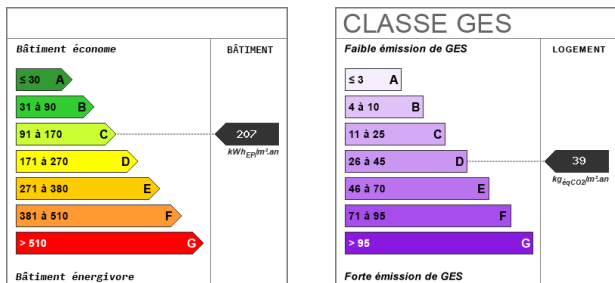 Bâtiment économe
BÂTIMENT
≤ 30 A
31 à 90 B
91 à 170 C
207
kWhEP/m².an
171 à 270 D
271 à 380 E
381 à 510 F
> 510 G
Bâtiment énergivore
CLASSE GES
Faible émission de GES
LOGEMENT
≤ 3 A
4 à 10 B
11 à 25 C
26 à 45 D
39
kgéqCO2/m².an
46 à 70 E
71 à 95 F
> 95 G
Forte émission de GES